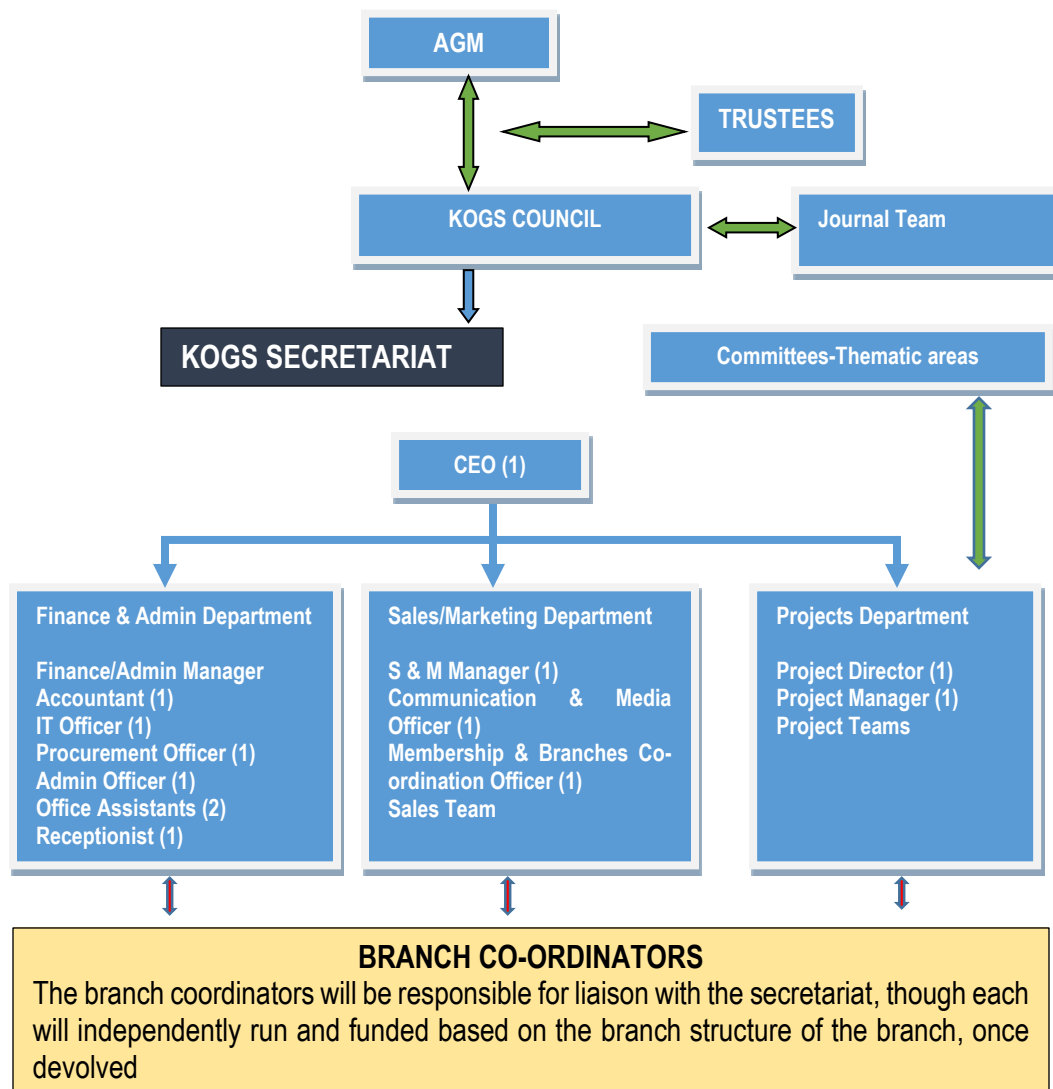 AGM
TRUSTEES
KOGS COUNCIL
Journal Team
KOGS SECRETARIAT
Committees-Thematic areas
CEO (1)
Finance & Admin Department
Finance/Admin Manager
Accountant (1)
IT Officer (1)
Procurement Officer (1)
Admin Officer (1)
Office Assistants (2)
Receptionist (1)
Sales/Marketing Department
S & M Manager (1)
Communication & Media
Officer (1)
Membership & Branches Co-
ordination Officer (1)
Sales Team
Projects Department
Project Director (1)
Project Manager (1)
Project Teams
BRANCH CO-ORDINATORS
The branch coordinators will be responsible for liaison with the secretariat, though each
will independently run and funded based on the branch structure of the branch, once
devolved